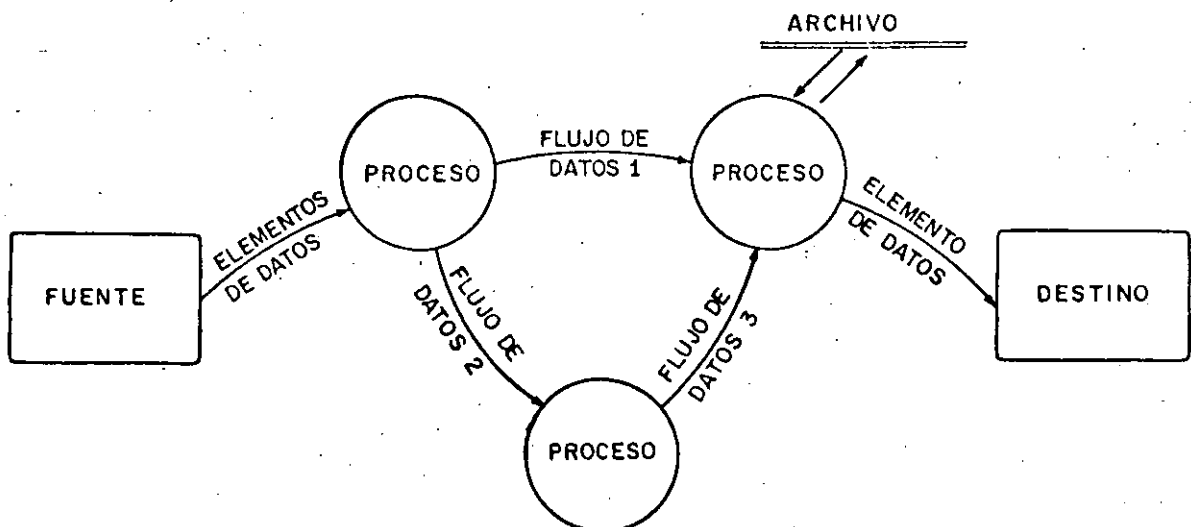 ARCHIVO
FLUJO DE
DATOS 1
PROCESO
PROCESO
ELEMENTOS
DE DATOS
ELEMENTO
DE DATOS
FUENTE
DESTINO
FLUJO DE
DATOS 2
FLUJO DE
DATOS 3
PROCESO